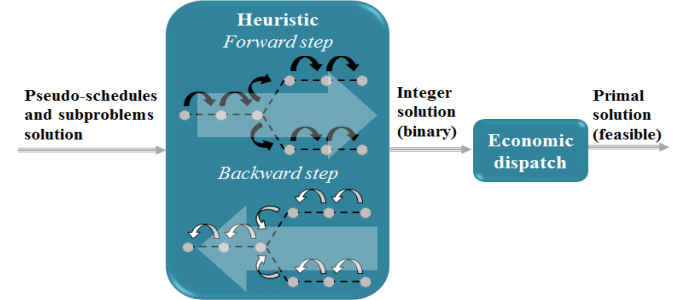 Pseudo-schedules
and subproblems
solution
Heuristic
Forward step
Backward step
Integer
solution
(binary)
Economic
dispatch
Primal
solution
(feasible)